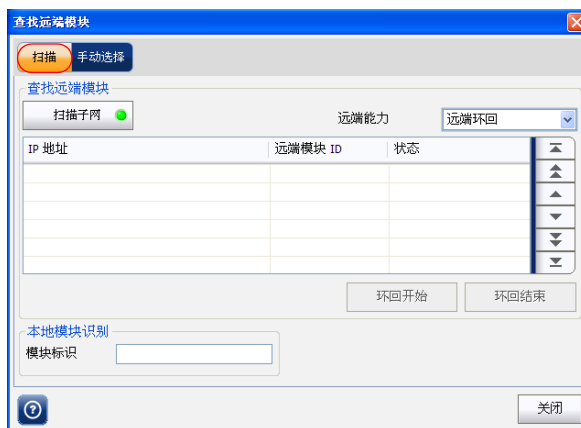 查找远端模块
扫描 手动选择
查找远端模块
扫描子网 远端能力 远端环回
IP 地址 远端模块 ID 状态
环回开始 环回结束
本地模块识别
模块标识
关闭